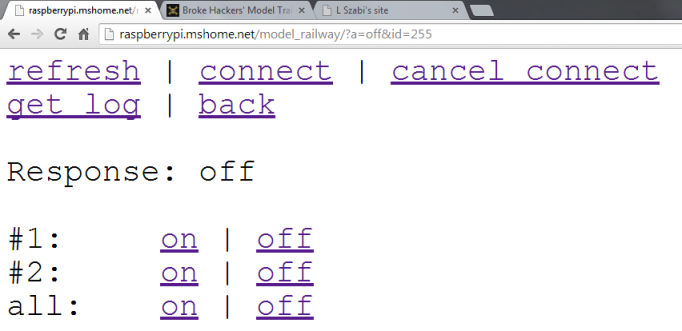 raspberrypi.mshome.net/
Broke Hackers' Model Tra
L Szabi's site
raspberrypi.mshome.net/model_railway/?a=off&id=255
refresh | connect | cancel connect
get log | back
Response: off
#1: on | off
#2: on | off
all: on | off